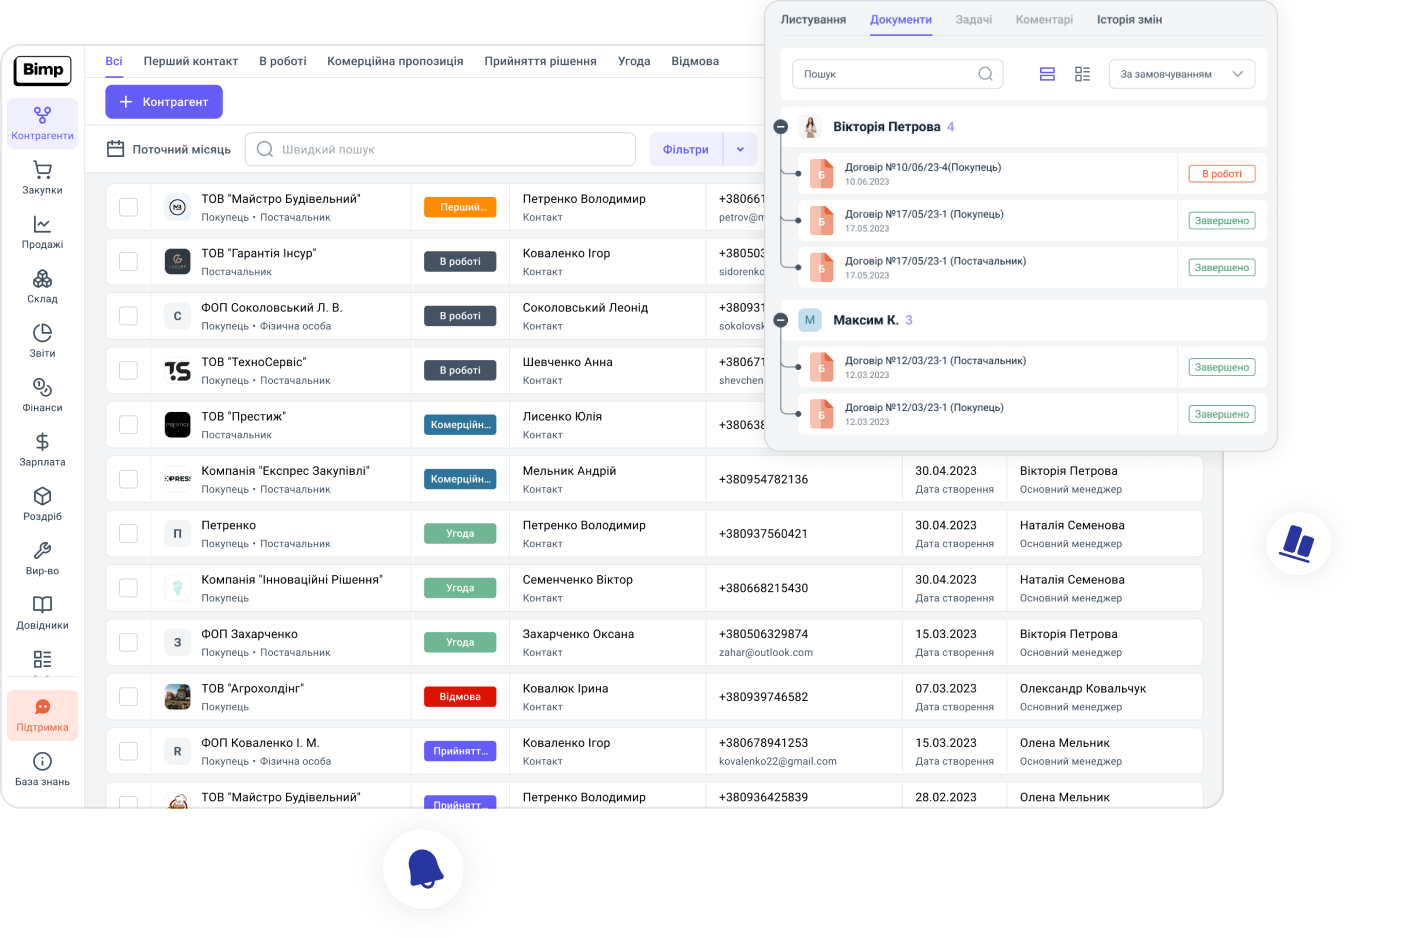 Листування Документи Задачі Коментарі Історія змін
Пошук
За замовчуванням
Вікторія Петрова 4
Договір №10/06/23-4(Покупець)
10.06.2023
В роботі
Договір №17/05/23-1 (Покупець)
17.05.2023
Завершено
Договір №17/05/23-1 (Постачальник)
17.05.2023
Завершено
М Максим К. 3
Договір №12/03/23-1 (Постачальник)
12.03.2023
Завершено
Договір №12/03/23-1 (Покупець)
12.03.2023
Завершено
Bimp
Контрагенти
Закупки
Продажі
Склад
Звіти
Фінанси
Зарплата
Роздріб
Вир-во
Довідники
Підтримка
База знань
Всі Перший контакт В роботі Комерційна пропозиція Прийняття рішення Угода Відмова
+ Контрагент
Поточний місяць Швидкий пошук Фільтри
ТОВ "Майстро Будівельний" Перший... Петренко Володимир +38066
Покупець • Постачальник Контакт petrov@
ТОВ "Гарантія Інсур" В роботі Коваленко Ігор +380503
Постачальник Контакт sidorenko
С ФОП Соколовський Л. В. В роботі Соколовський Леонід +380931
Покупець • Фізична особа Контакт sokolovsk
ТОВ "ТехноСервіс" В роботі Шевченко Анна +380671
Покупець • Постачальник Контакт shevchen
PRENTICE ТОВ "Престиж" Комерційн... Лисенко Юлія +380638
Постачальник Контакт
XPRESS Компанія "Експрес Закупівлі" Комерційн... Мельник Андрій +380954782136 30.04.2023 Вікторія Петрова
Покупець • Постачальник Контакт Дата створення Основний менеджер
П Петренко Угода Петренко Володимир +380937560421 30.04.2023 Наталія Семенова
Покупець • Постачальник Контакт Дата створення Основний менеджер
Компанія "Інноваційні Рішення" Угода Семенченко Віктор +380668215430 30.04.2023 Наталія Семенова
Покупець Контакт Дата створення Основний менеджер
З ФОП Захарченко Угода Захарченко Оксана +380506329874 15.03.2023 Вікторія Петрова
Покупець • Постачальник Контакт zahar@outlook.com Дата створення Основний менеджер
ТОВ "Агрохолдінг" Відмова Ковалюк Ірина +380939746582 07.03.2023 Олександр Ковальчук
Покупець Контакт Дата створення Основний менеджер
R ФОП Коваленко І. М. Прийнятт... Коваленко Ігор +380678941253 15.03.2023 Олена Мельник
Покупець • Фізична особа Контакт kovalenko22@gmail.com Дата створення Основний менеджер
ТОВ "Майстро Будівельний" Прийнятт... Петренко Володимир +380936425839 28.02.2023 Олена Мельник